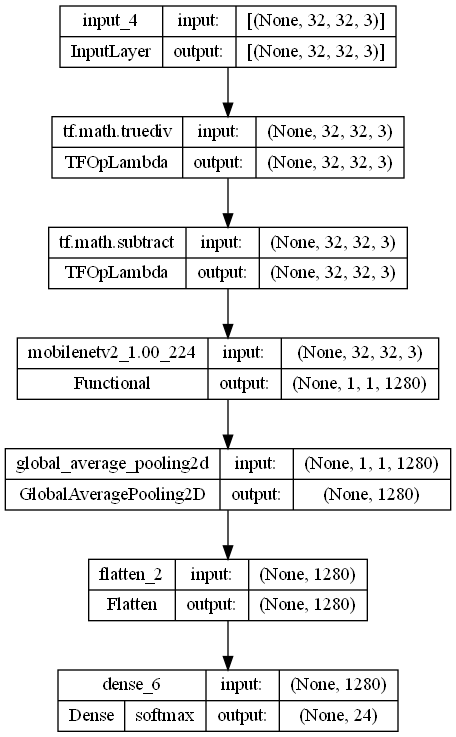 input_4 input: [(None, 32, 32, 3)]
InputLayer output: [(None, 32, 32, 3)]
tf.math.truediv input: (None, 32, 32, 3)
TFOpLambda output: (None, 32, 32, 3)
tf.math.subtract input: (None, 32, 32, 3)
TFOpLambda output: (None, 32, 32, 3)
mobilenetv2_1.00_224 input: (None, 32, 32, 3)
Functional output: (None, 1, 1, 1280)
global_average_pooling2d input: (None, 1, 1, 1280)
GlobalAveragePooling2D output: (None, 1280)
flatten_2 input: (None, 1280)
Flatten output: (None, 1280)
dense_6 input: (None, 1280)
Dense softmax output: (None, 24)